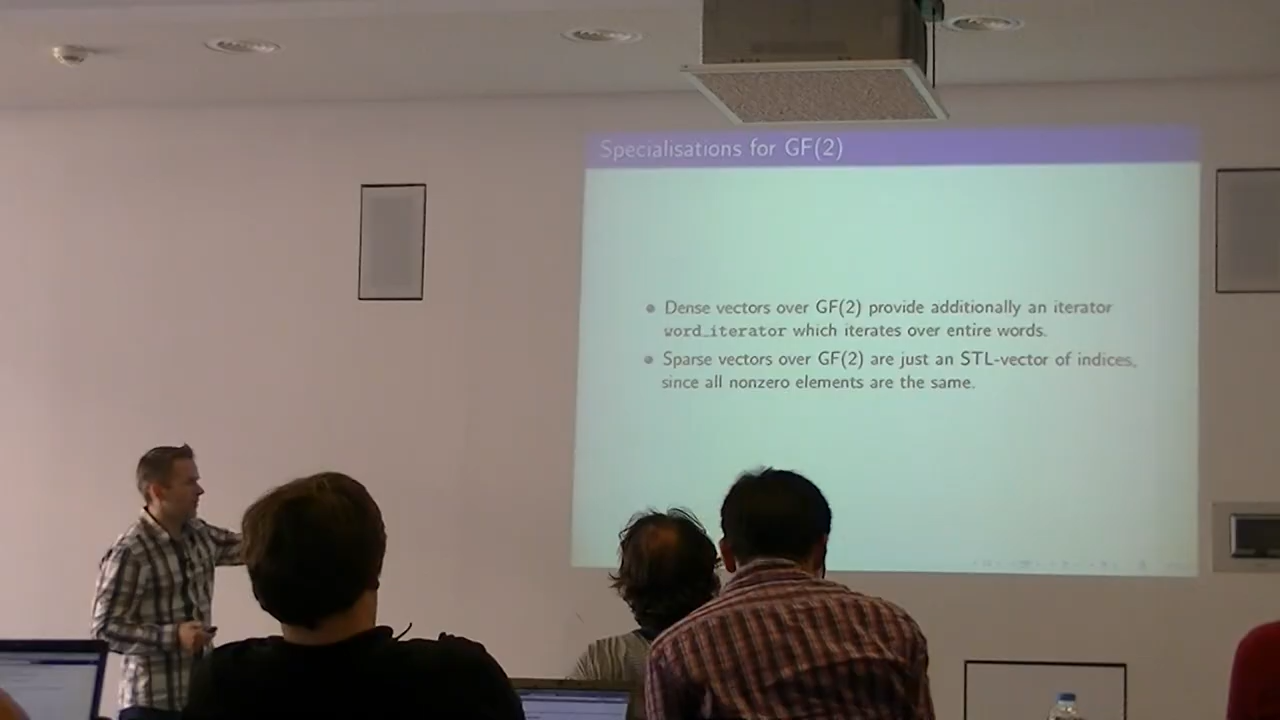 Specialisations for GF(2)
Dense vectors over GF(2) provide additionally an iterator
word_iterator which iterates over entire words.
Sparse vectors over GF(2) are just an STL-vector of indices,
since all nonzero elements are the same.